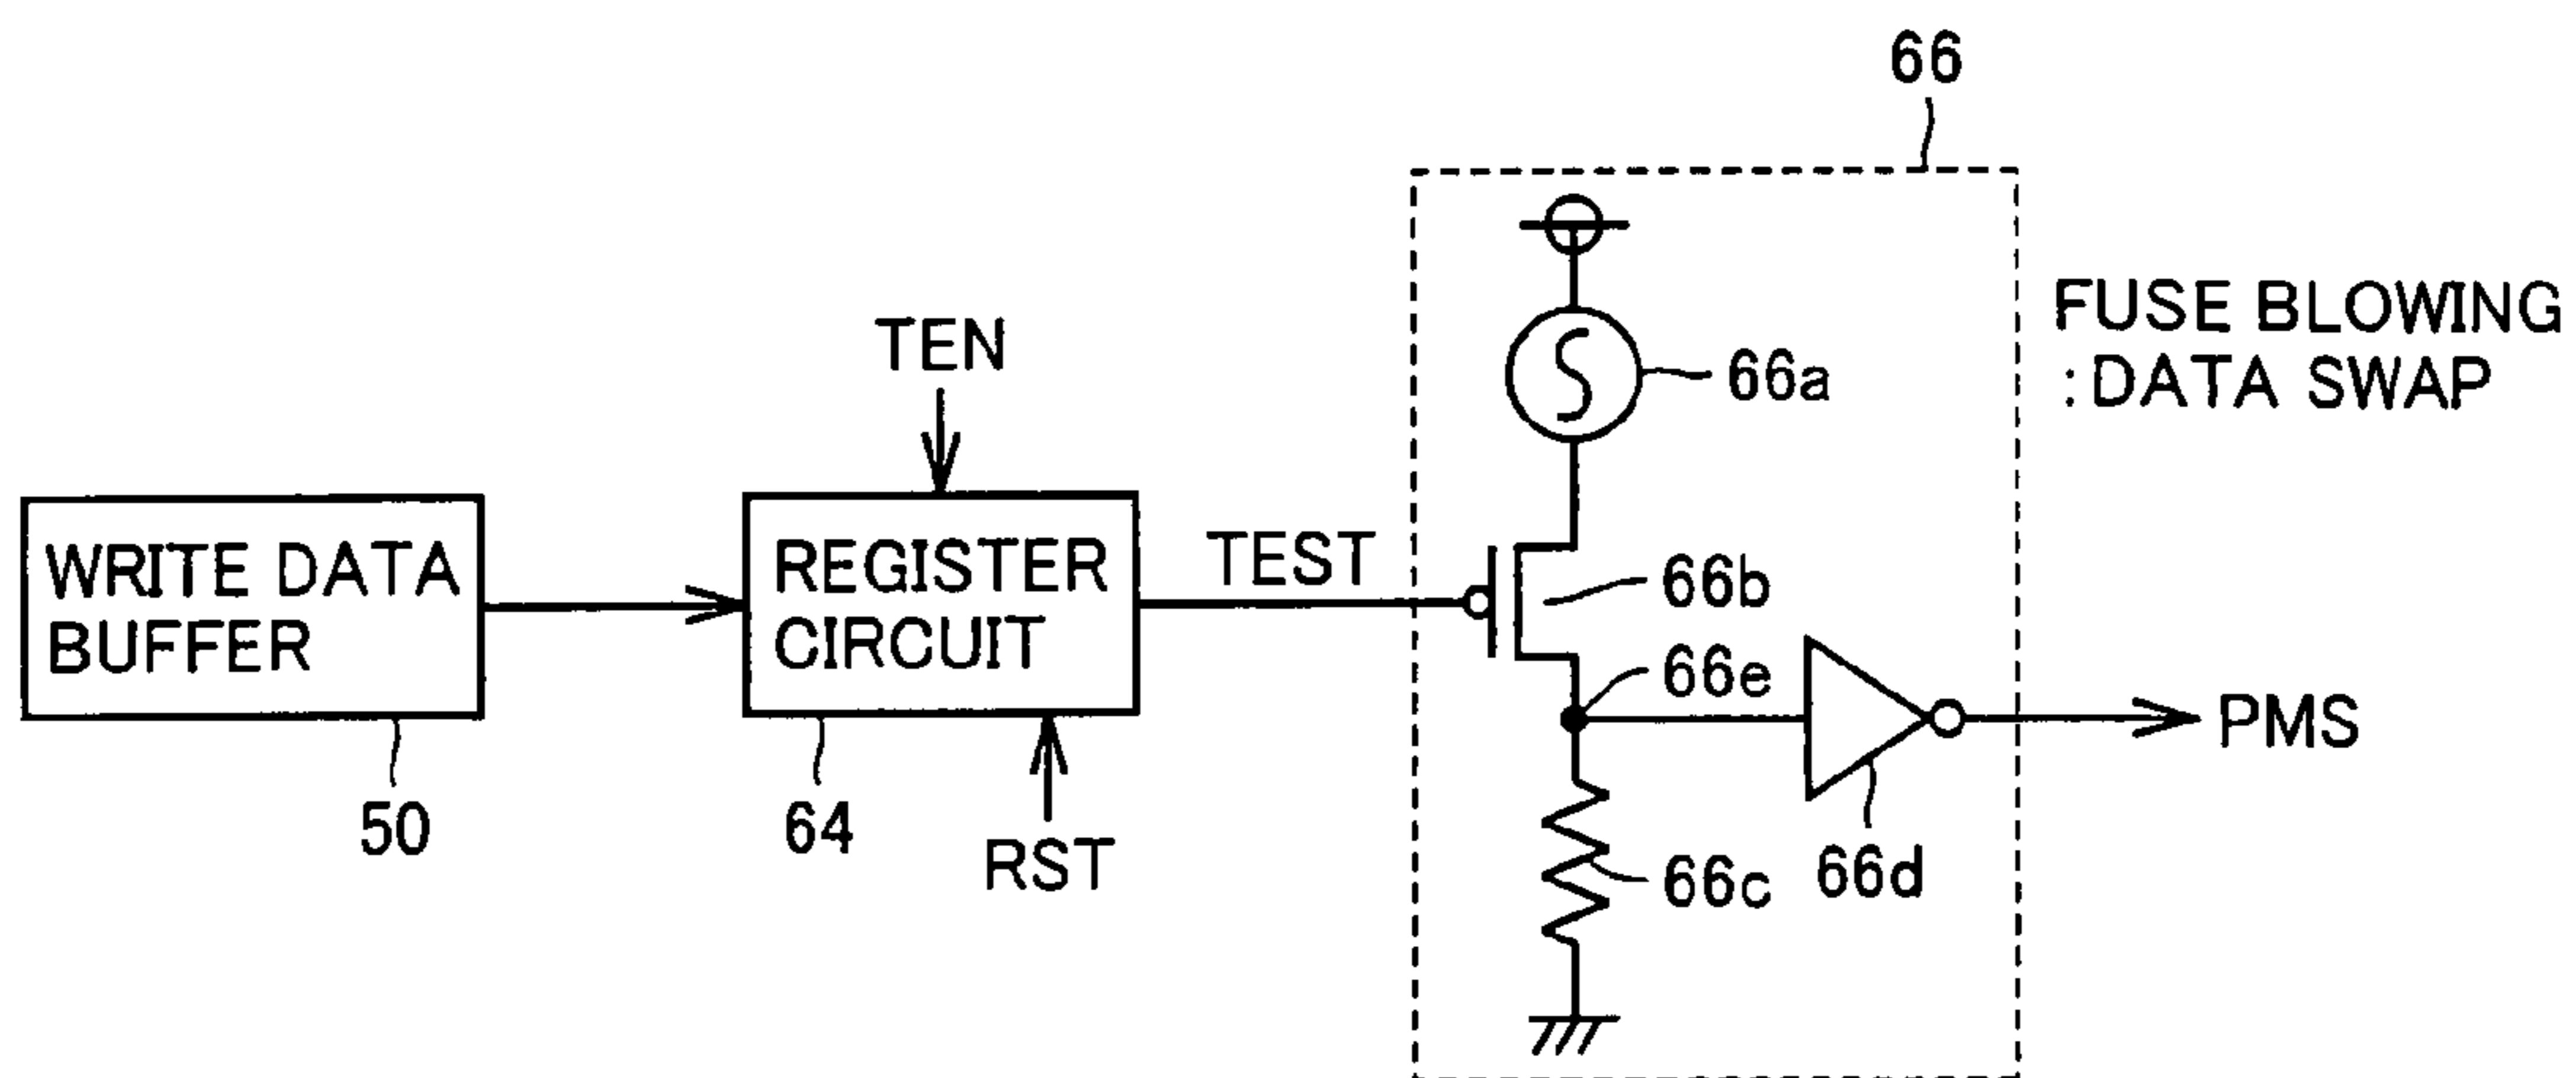 66
FUSE BLOWING
: DATA SWAP
66a
TEN
WRITE DATA
BUFFER
REGISTER
CIRCUIT
TEST
66b
66e
PMS
50
64
RST
66c
66d